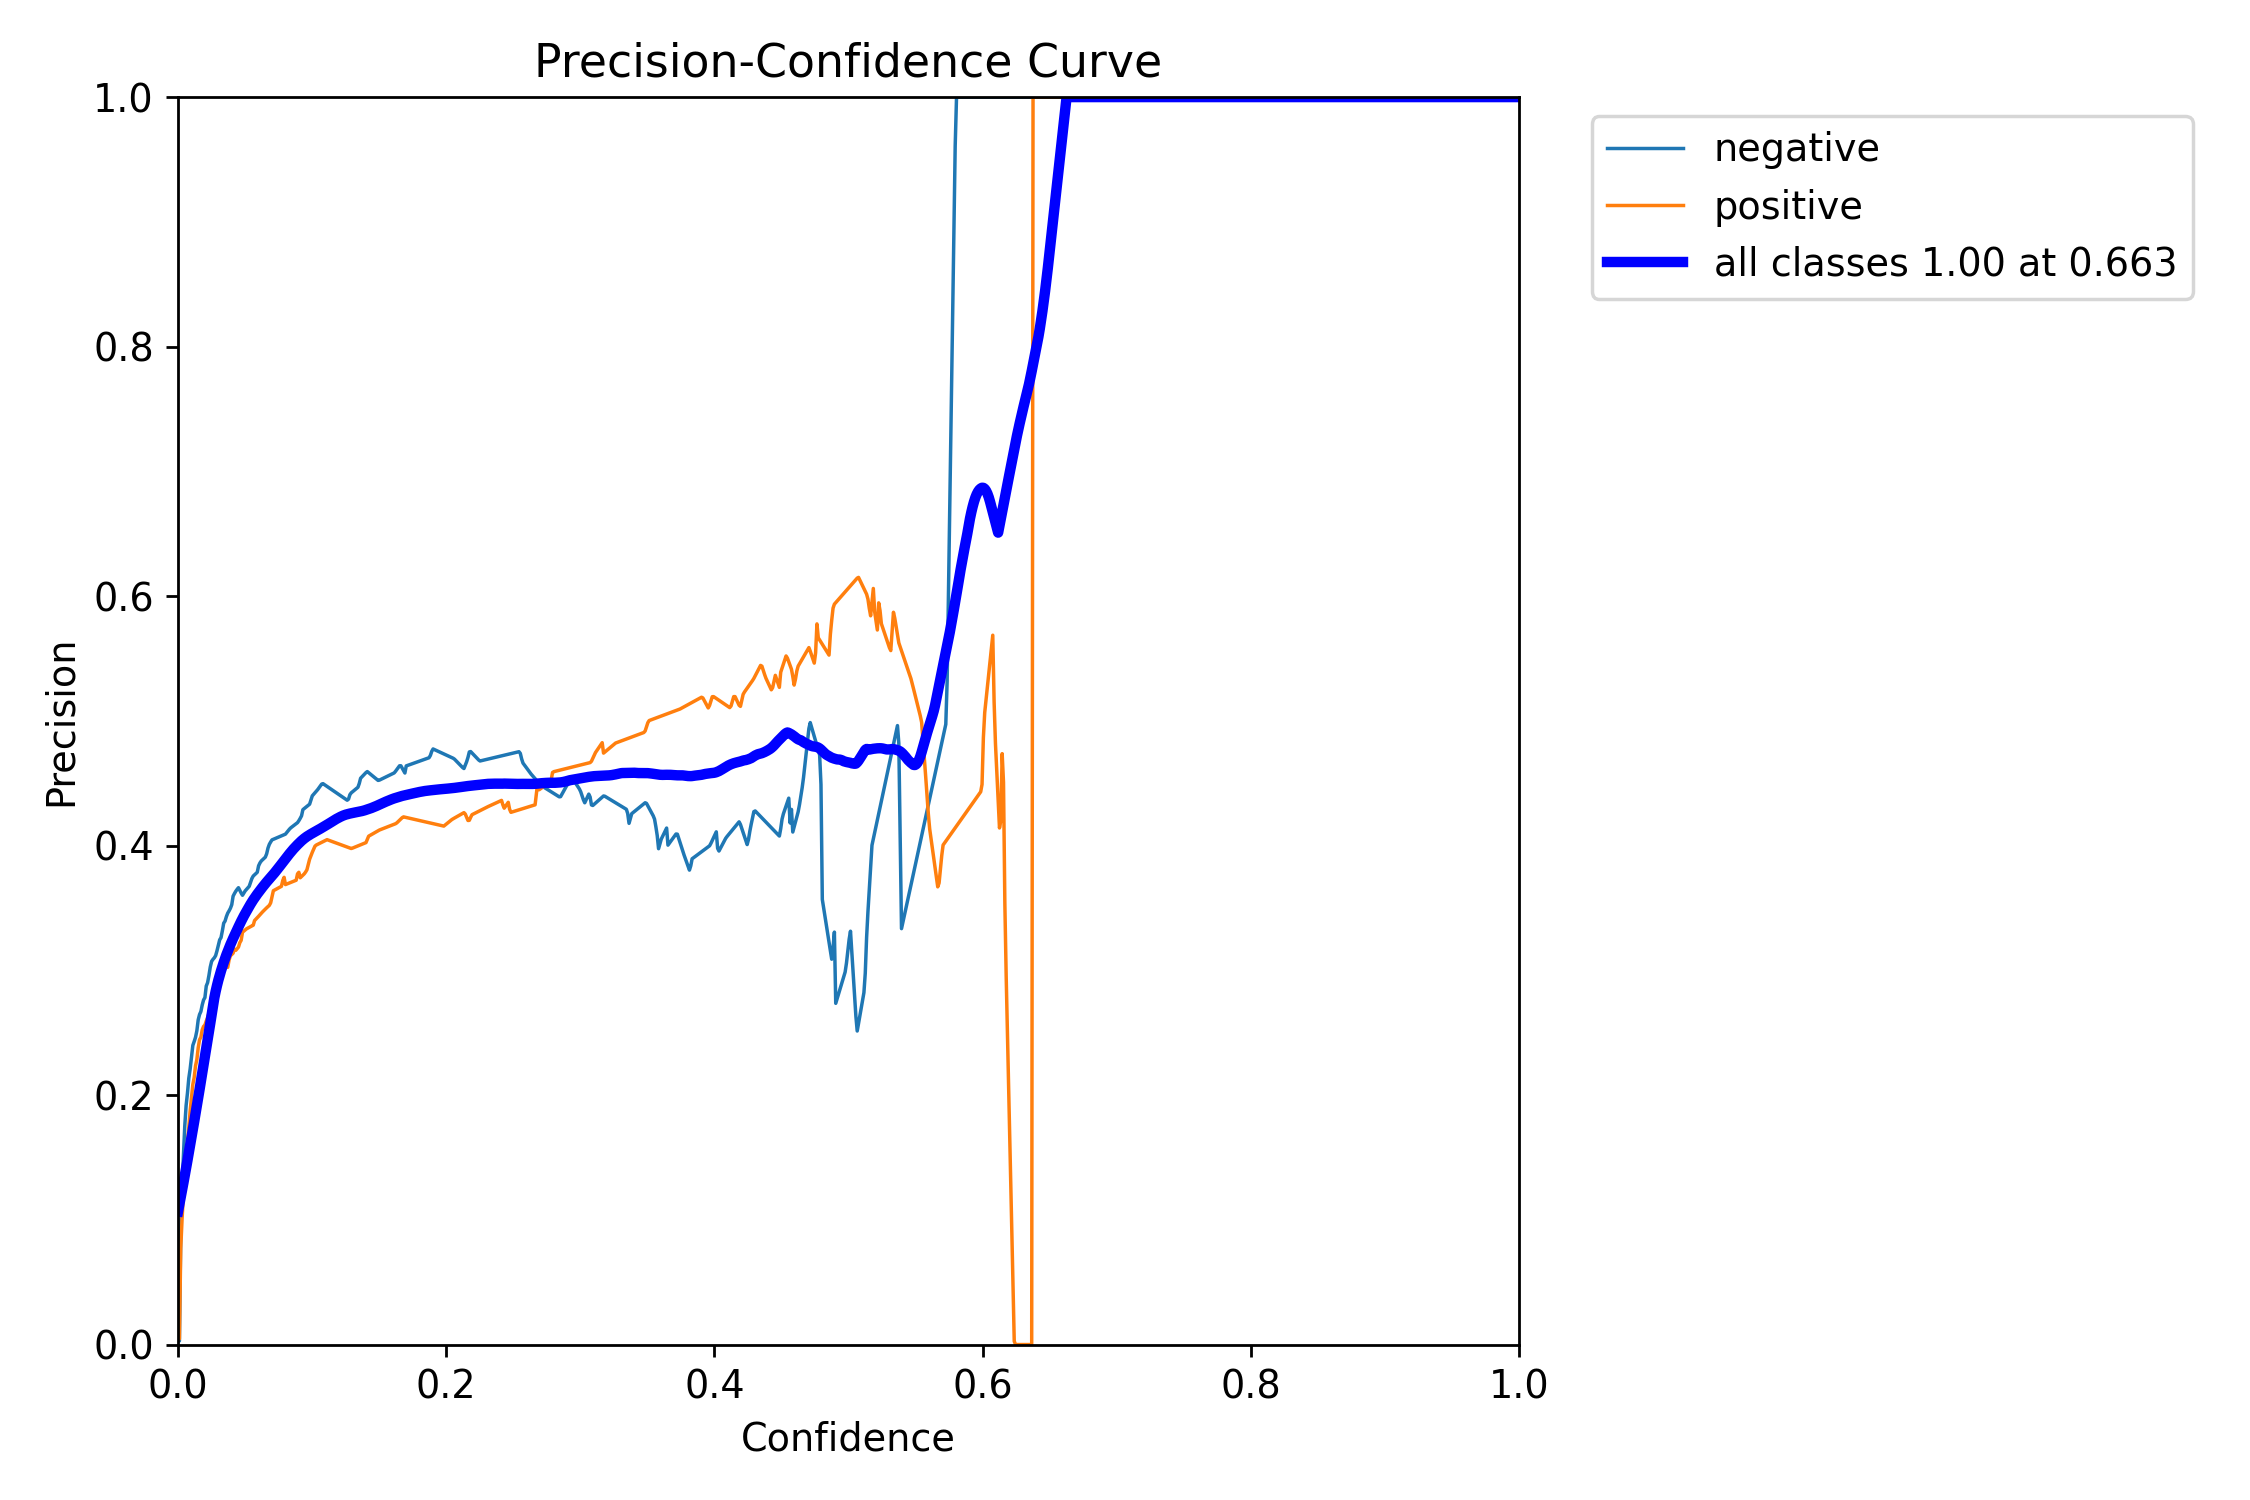 Precision-Confidence Curve
1.0
0.8
0.6
0.4
0.2
0.0
Precision
0.0 0.2 0.4 0.6 0.8 1.0
Confidence
negative
positive
all classes 1.00 at 0.663